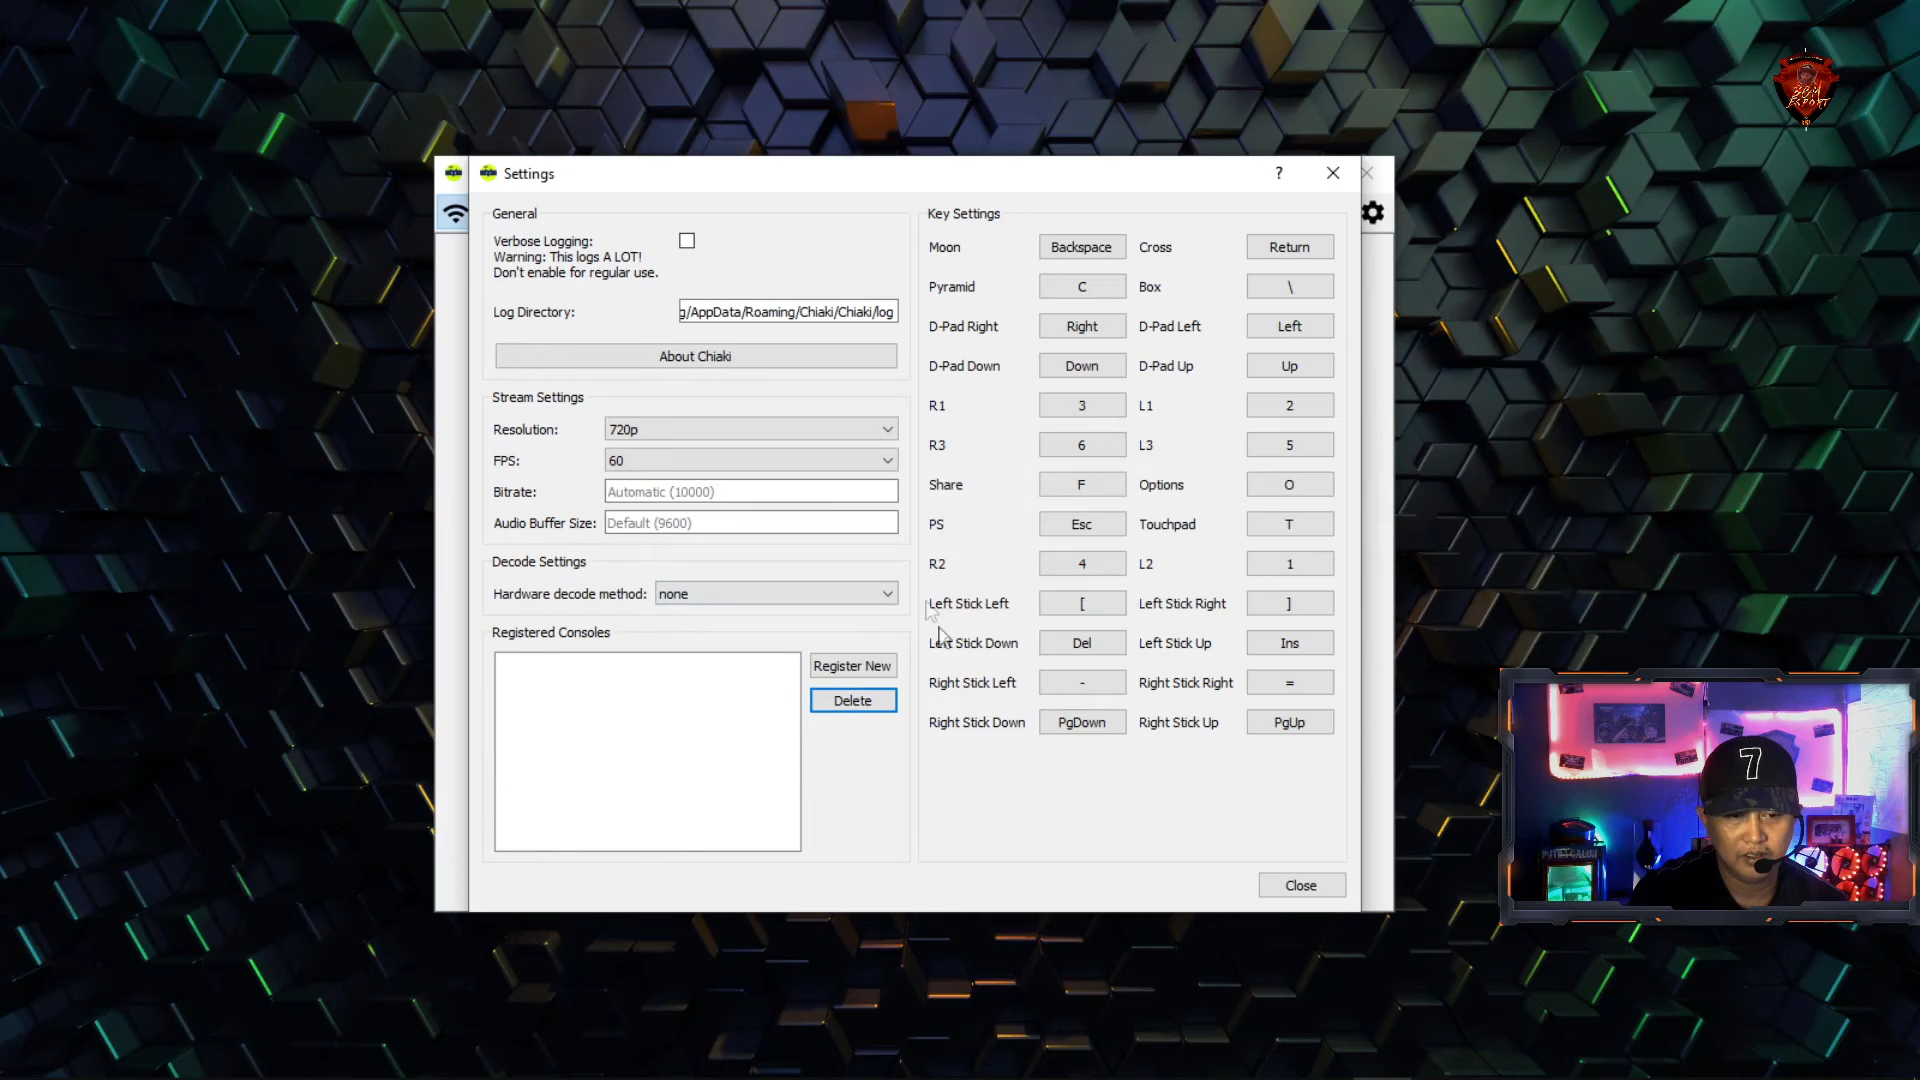 Settings
?
General
Verbose Logging:
Warning: This logs A LOT!
Don't enable for regular use.
Log Directory:
g/AppData/Roaming/Chiaki/Chiaki/log
About Chiaki
Stream Settings
Resolution:
720p
FPS:
60
Bitrate:
Automatic (10000)
Audio Buffer Size:
Default (9600)
Decode Settings
Hardware decode method:
none
Registered Consoles
Register New
Delete
Key Settings
Moon Backspace Cross Return
Pyramid C Box \
D-Pad Right Right D-Pad Left Left
D-Pad Down Down D-Pad Up Up
R1 3 L1 2
R3 6 L3 5
Share F Options O
PS Esc Touchpad T
R2 4 L2 1
Left Stick Left [ Left Stick Right ]
Left Stick Down Del Left Stick Up Ins
Right Stick Left - Right Stick Right =
Right Stick Down PgDown Right Stick Up PgUp
Close
7